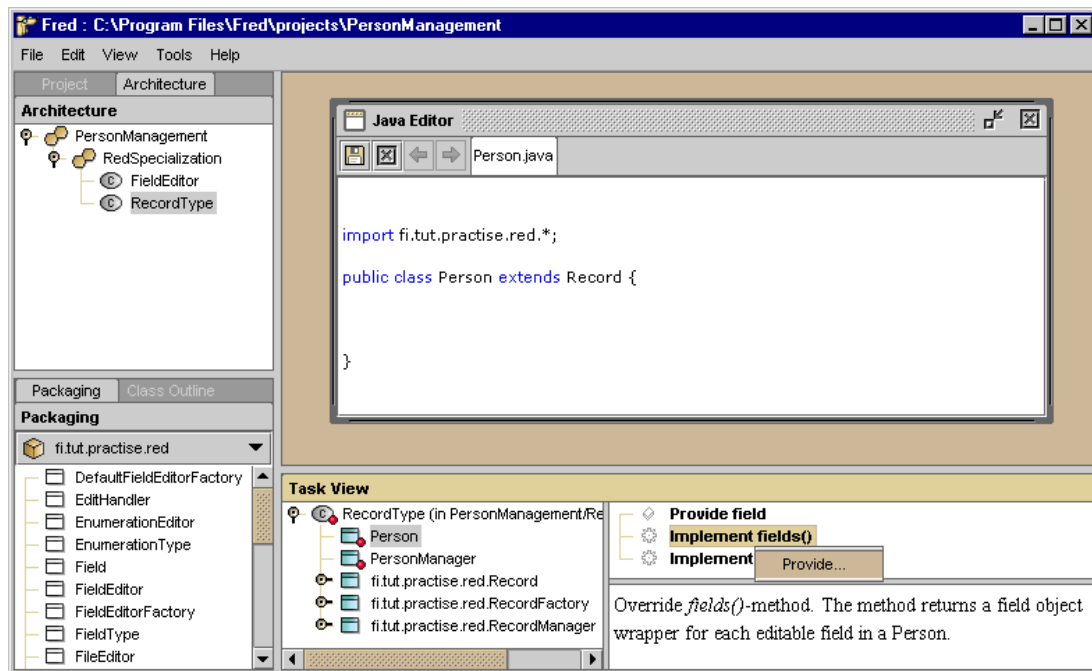 Fred : C:\Program Files\Fred\projects\PersonManagement
File Edit View Tools Help
Project Architecture
Architecture
PersonManagement
RedSpecialization
FieldEditor
RecordType
Java Editor
Person.java
import fi.tut.practise.red.*;
public class Person extends Record {
}
Packaging Class Outline
Packaging
fi.tut.practise.red
DefaultFieldEditorFactory
EditHandler
EnumerationEditor
EnumerationType
Field
FieldEditor
FieldEditorFactory
FieldType
FileEditor
Task View
RecordType (in PersonManagement/Re
Person
PersonManager
fi.tut.practise.red.Record
fi.tut.practise.red.RecordFactory
fi.tut.practise.red.RecordManager
Provide field
Implement fields()
Implement
Provide...
Override fields()-method. The method returns a field object
wrapper for each editable field in a Person.